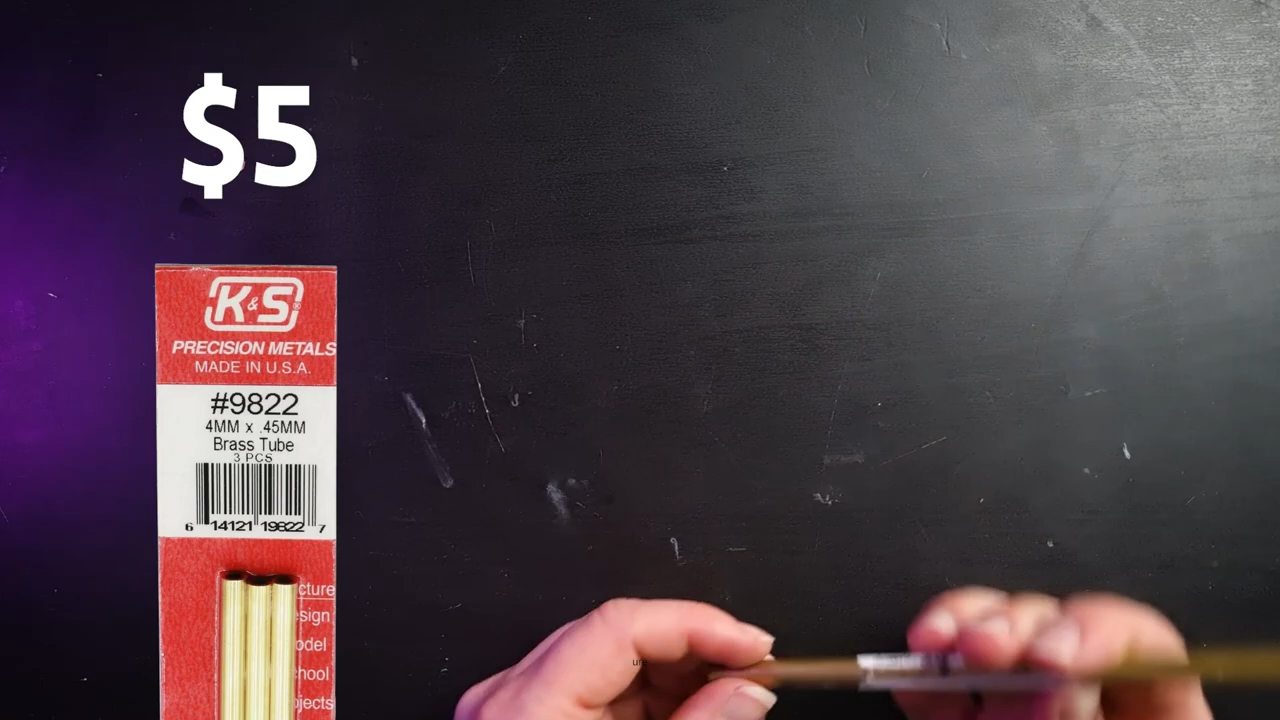 $5
K&S®
PRECISION METALS
MADE IN U.S.A.
#9822
4MM x .45MM
Brass Tube
3 PCS
6 14121 19822 7
cture
esign
odel
hool
ojects